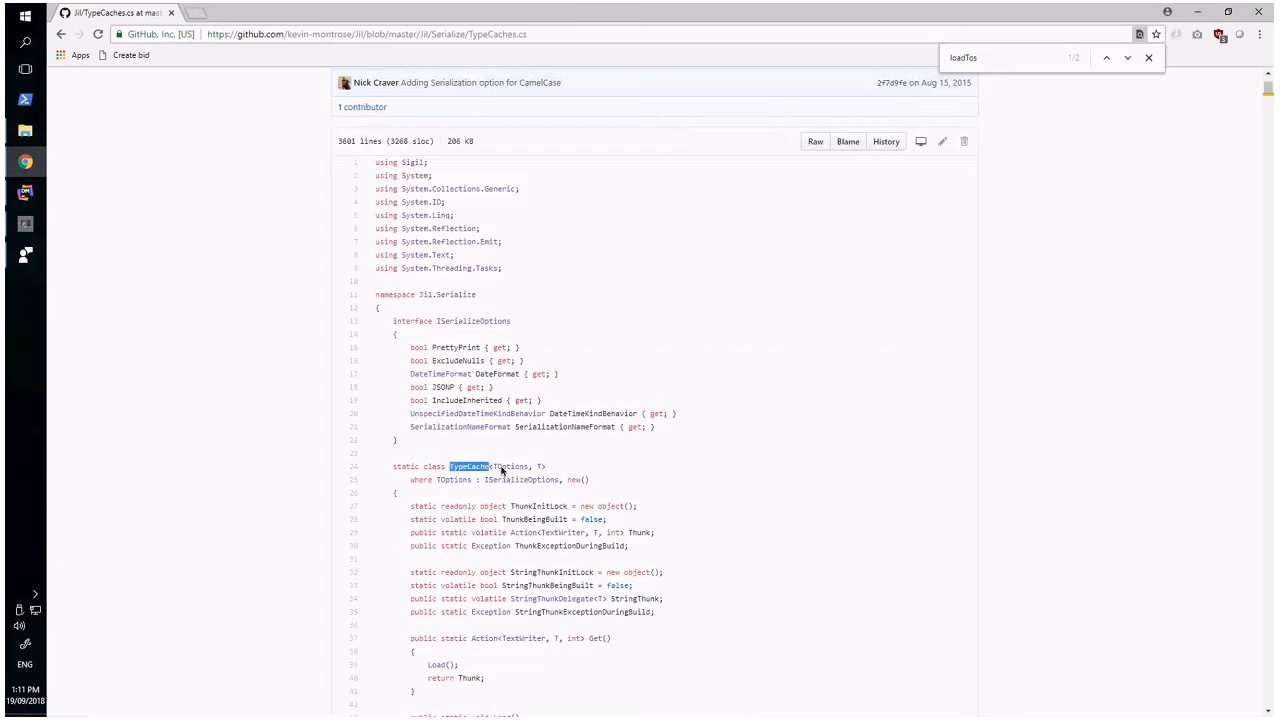 Jil/TypeCaches.cs at mast
GitHub, Inc. [US]
https://github.com/kevin-montrose/Jil/blob/master/Jil/Serialize/TypeCaches.cs
Apps
Create bid
loadTos
1/2
Nick Craver Adding Serialization option for CamelCase
2f7d9fe on Aug 15, 2015
1 contributor
3601 lines (3268 sloc)
206 KB
Raw
Blame
History
1 using Sigil;
2 using System;
3 using System.Collections.Generic;
4 using System.IO;
5 using System.Linq;
6 using System.Reflection;
7 using System.Reflection.Emit;
8 using System.Text;
9 using System.Threading.Tasks;
10
11 namespace Jil.Serialize
12 {
13 interface ISerializeOptions
14 {
15 bool PrettyPrint { get; }
16 bool ExcludeNulls { get; }
17 DateTimeFormat DateFormat { get; }
18 bool JSONP { get; }
19 bool IncludeInherited { get; }
20 UnspecifiedDateTimeKindBehavior DateTimeKindBehavior { get; }
21 SerializationNameFormat SerializationNameFormat { get; }
22 }
23
24 static class TypeCache<TOptions, T>
25 where TOptions : ISerializeOptions, new()
26 {
27 static readonly object ThunkInitLock = new object();
28 static volatile bool ThunkBeingBuilt = false;
29 public static volatile Action<TextWriter, T, int> Thunk;
30 public static Exception ThunkExceptionDuringBuild;
31
32 static readonly object StringThunkInitLock = new object();
33 static volatile bool StringThunkBeingBuilt = false;
34 public static volatile StringThunkDelegate<T> StringThunk;
35 public static Exception StringThunkExceptionDuringBuild;
36
37 public static Action<TextWriter, T, int> Get()
38 {
39 Load();
40 return Thunk;
41 }
42
ENG
1:11 PM
19/09/2018